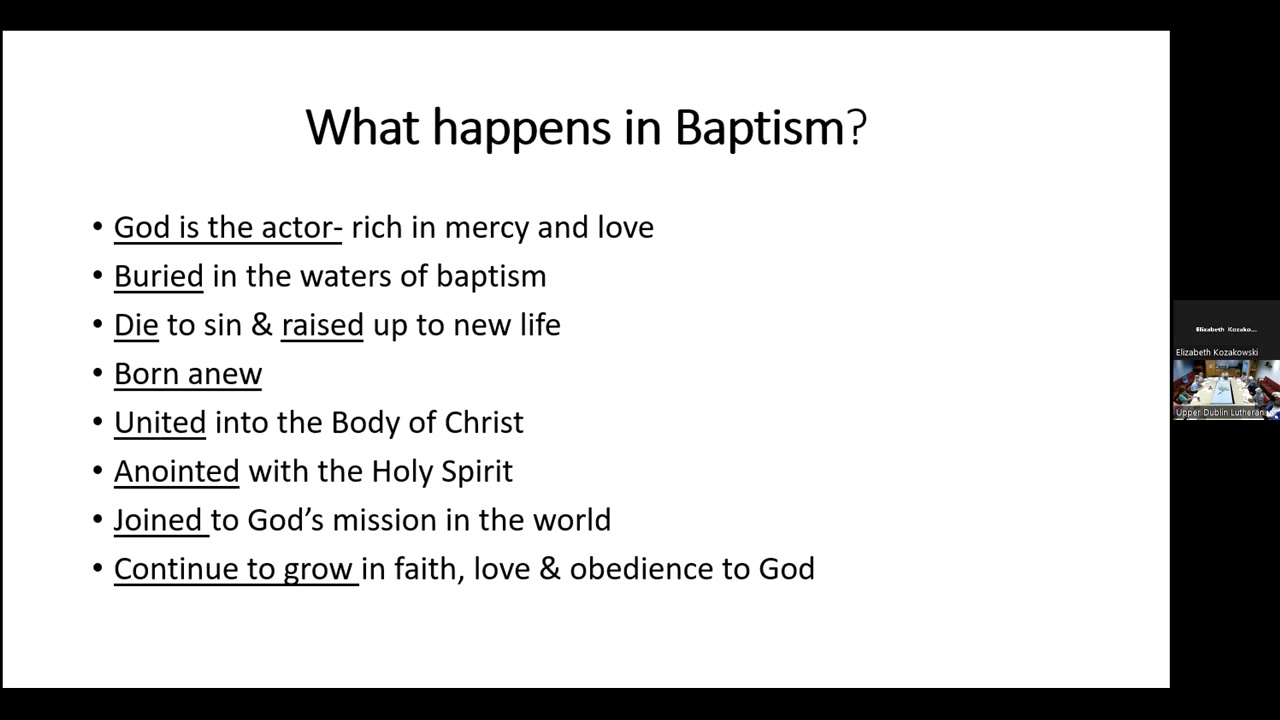 What happens in Baptism?
• God is the actor- rich in mercy and love
• Buried in the waters of baptism
• Die to sin & raised up to new life
• Born anew
• United into the Body of Christ
• Anointed with the Holy Spirit
• Joined to God's mission in the world
• Continue to grow in faith, love & obedience to God
Elizabeth Kozako...
Elizabeth Kozakowski
Upper Dublin Lutheran